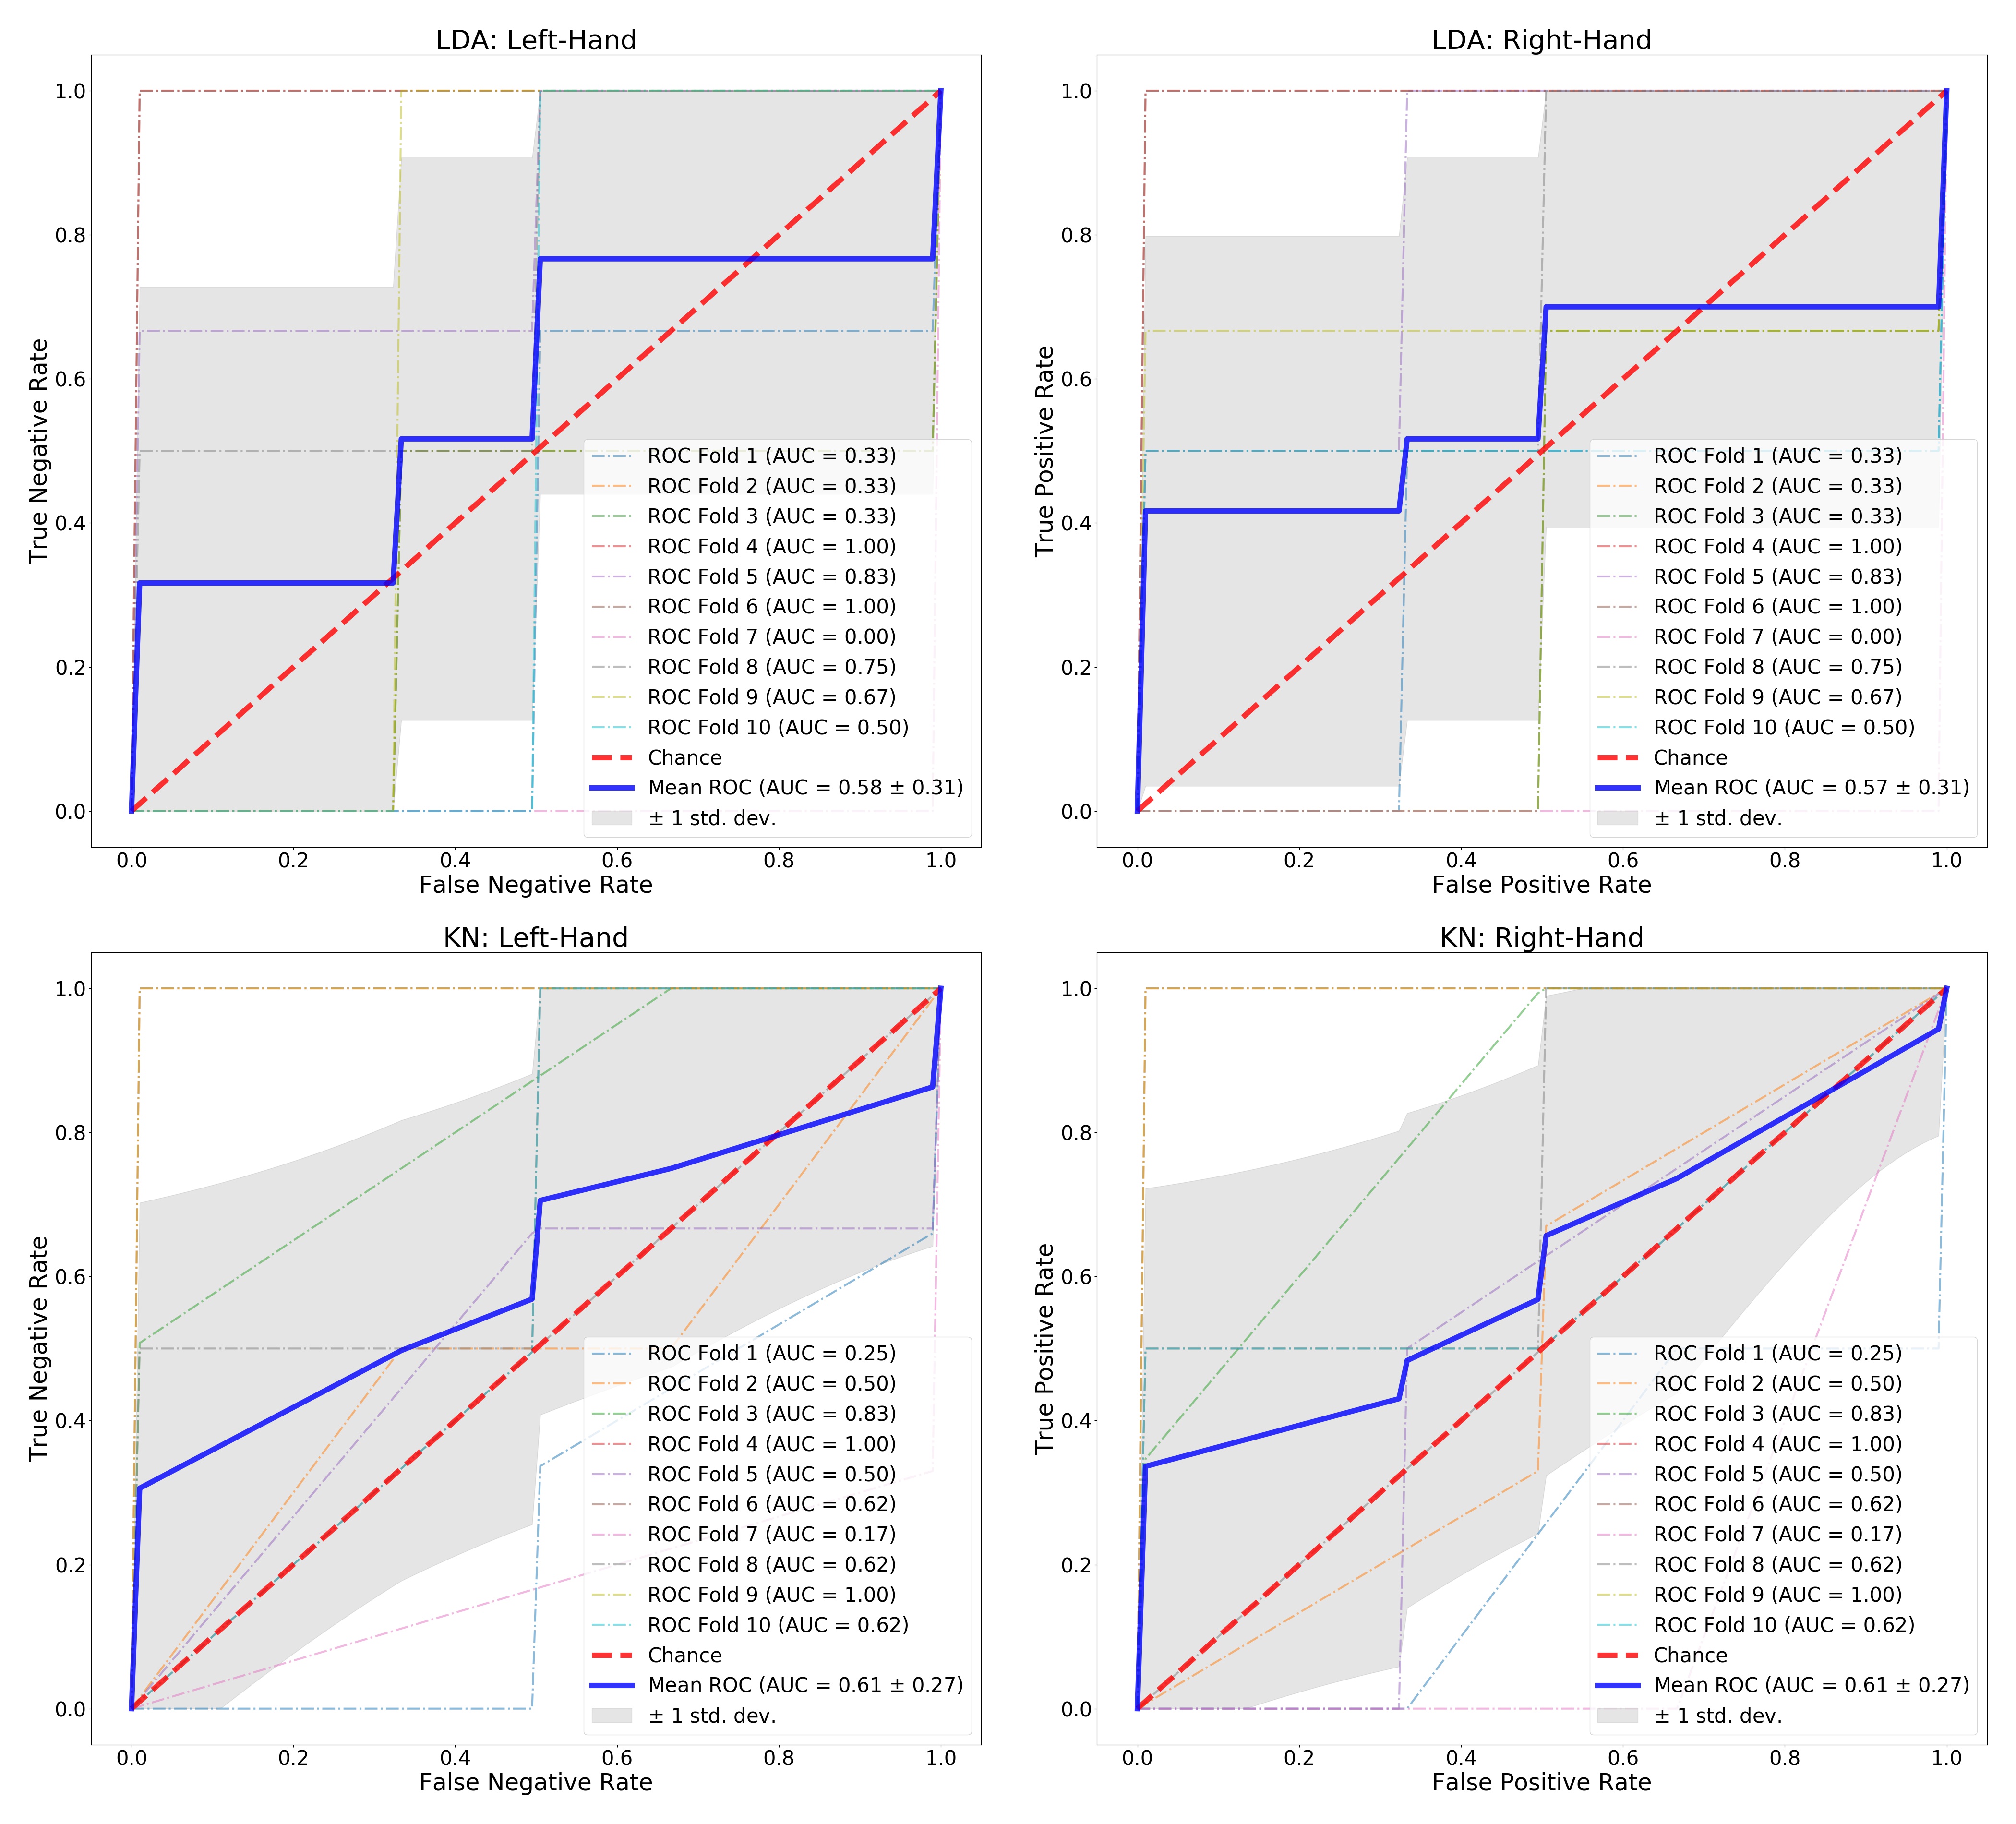 LDA: Left-Hand
True Negative Rate
1.0
0.8
0.6
0.4
0.2
0.0
0.0 0.2 0.4 0.6 0.8 1.0
False Negative Rate
ROC Fold 1 (AUC = 0.33)
ROC Fold 2 (AUC = 0.33)
ROC Fold 3 (AUC = 0.33)
ROC Fold 4 (AUC = 1.00)
ROC Fold 5 (AUC = 0.83)
ROC Fold 6 (AUC = 1.00)
ROC Fold 7 (AUC = 0.00)
ROC Fold 8 (AUC = 0.75)
ROC Fold 9 (AUC = 0.67)
ROC Fold 10 (AUC = 0.50)
Chance
Mean ROC (AUC = 0.58 ± 0.31)
± 1 std. dev.
LDA: Right-Hand
True Positive Rate
1.0
0.8
0.6
0.4
0.2
0.0
0.0 0.2 0.4 0.6 0.8 1.0
False Positive Rate
ROC Fold 1 (AUC = 0.33)
ROC Fold 2 (AUC = 0.33)
ROC Fold 3 (AUC = 0.33)
ROC Fold 4 (AUC = 1.00)
ROC Fold 5 (AUC = 0.83)
ROC Fold 6 (AUC = 1.00)
ROC Fold 7 (AUC = 0.00)
ROC Fold 8 (AUC = 0.75)
ROC Fold 9 (AUC = 0.67)
ROC Fold 10 (AUC = 0.50)
Chance
Mean ROC (AUC = 0.57 ± 0.31)
± 1 std. dev.
KN: Left-Hand
True Negative Rate
1.0
0.8
0.6
0.4
0.2
0.0
0.0 0.2 0.4 0.6 0.8 1.0
False Negative Rate
ROC Fold 1 (AUC = 0.25)
ROC Fold 2 (AUC = 0.50)
ROC Fold 3 (AUC = 0.83)
ROC Fold 4 (AUC = 1.00)
ROC Fold 5 (AUC = 0.50)
ROC Fold 6 (AUC = 0.62)
ROC Fold 7 (AUC = 0.17)
ROC Fold 8 (AUC = 0.62)
ROC Fold 9 (AUC = 1.00)
ROC Fold 10 (AUC = 0.62)
Chance
Mean ROC (AUC = 0.61 ± 0.27)
± 1 std. dev.
KN: Right-Hand
True Positive Rate
1.0
0.8
0.6
0.4
0.2
0.0
0.0 0.2 0.4 0.6 0.8 1.0
False Positive Rate
ROC Fold 1 (AUC = 0.25)
ROC Fold 2 (AUC = 0.50)
ROC Fold 3 (AUC = 0.83)
ROC Fold 4 (AUC = 1.00)
ROC Fold 5 (AUC = 0.50)
ROC Fold 6 (AUC = 0.62)
ROC Fold 7 (AUC = 0.17)
ROC Fold 8 (AUC = 0.62)
ROC Fold 9 (AUC = 1.00)
ROC Fold 10 (AUC = 0.62)
Chance
Mean ROC (AUC = 0.61 ± 0.27)
± 1 std. dev.